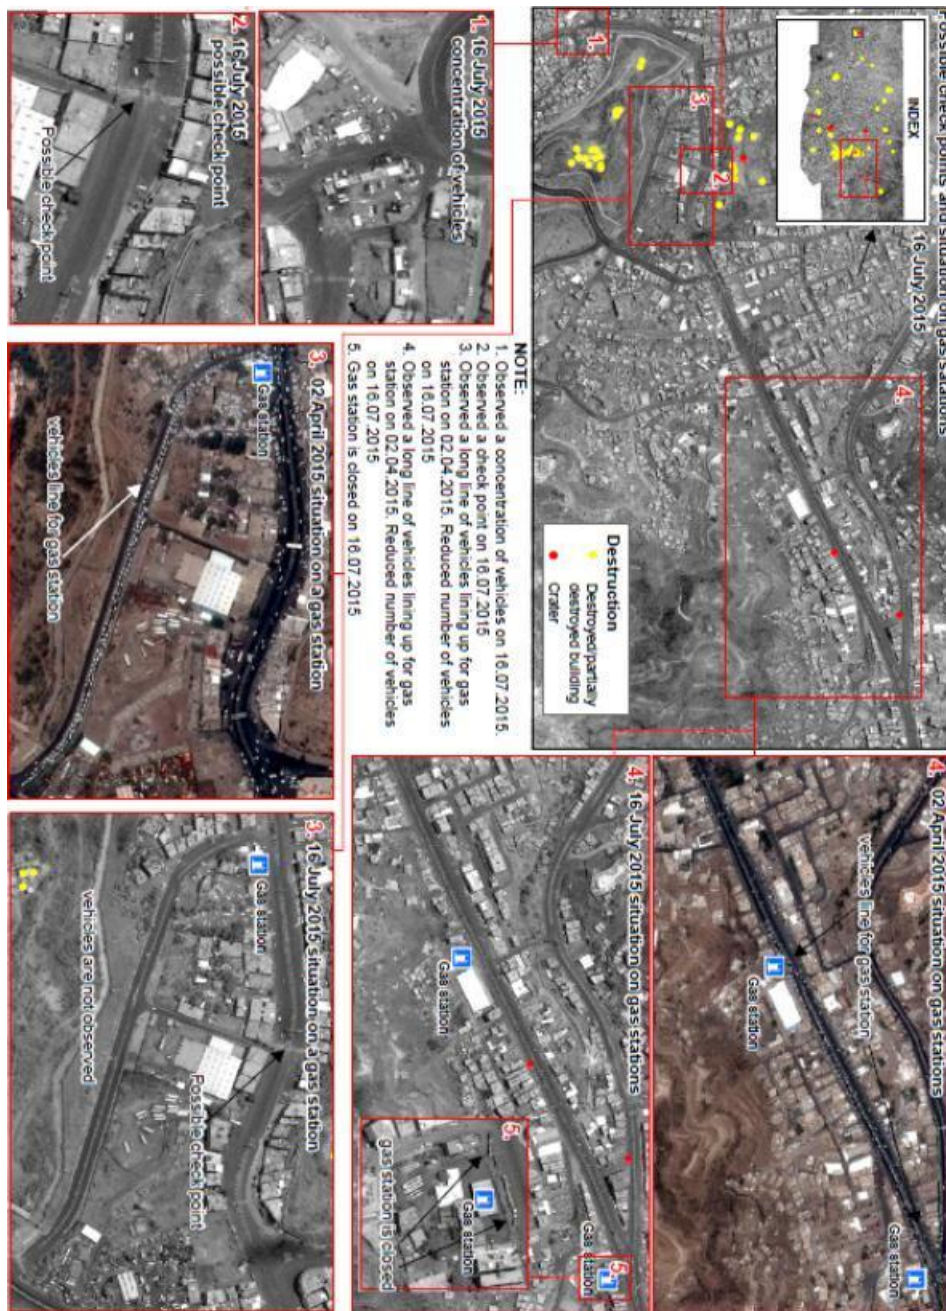 Possible check points and situation on gas stations
INDEX
16 July 2015
1.
2.
3.
4.
Destruction
Destroyed/partially
destroyed building
Crater
1. 16 July 2015
concentration of vehicles
2. 16 July 2015
possible check point
Possible check point
NOTE:
1. Observed a concentration of vehicles on 16.07.2015.
2. Observed a check point on 16.07.2015
3. Observed a long line of vehicles lining up for gas
station on 02.04.2015. Reduced number of vehicles
on 16.07.2015
4. Observed a long line of vehicles lining up for gas
station on 02.04.2015. Reduced number of vehicles
on 16.07.2015
5. Gas station is closed on 16.07.2015
3. 02 April 2015 situation on a gas station
Gas station
vehicles line for gas station
3. 16 July 2015 situation on a gas station
Gas station
Possible check point
vehicles are not observed
4. 02 April 2015 situation on gas stations
vehicles line for gas station
Gas station
Gas station
4. 16 July 2015 situation on gas stations
Gas station
Gas station
5.
5.
Gas station
gas station is closed